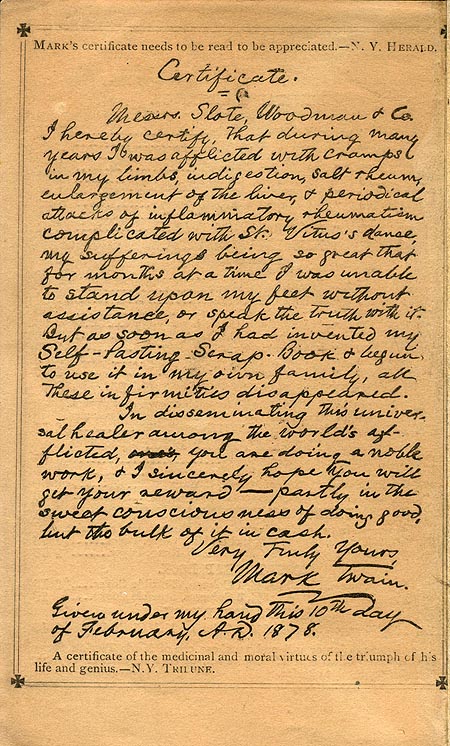 MARK's certificate needs to be read to be appreciated.—N. Y. HERALD.
Certificate.
Messrs. Slote, Woodman & Co.
I hereby certify, that during many
years I was afflicted with cramps
in my limbs, indigestion, salt rheum,
enlargement of the liver, & periodical
attacks of inflammatory rheumatism
complicated with St. Vitus's dance,
my sufferings being so great that
for months at a time I was unable
to stand upon my feet without
assistance, or speak the truth with it.
But as soon as I had invented my
Self-Pasting Scrap-Book & begun
to use it in my own family, all
these infirmities disappeared.
In disseminating this univer-
sal healer among the world's af-
flicted, you are doing a noble
work, & I sincerely hope you will
get your reward — partly in the
sweet consciousness of doing good,
but the bulk of it in cash.
Very Truly Yours,
Mark Twain.
Given under my hand this 10th day
of February, A.D. 1878.
A certificate of the medicinal and moral virtues of the triumph of his
life and genius.—N.Y. TRIBUNE.